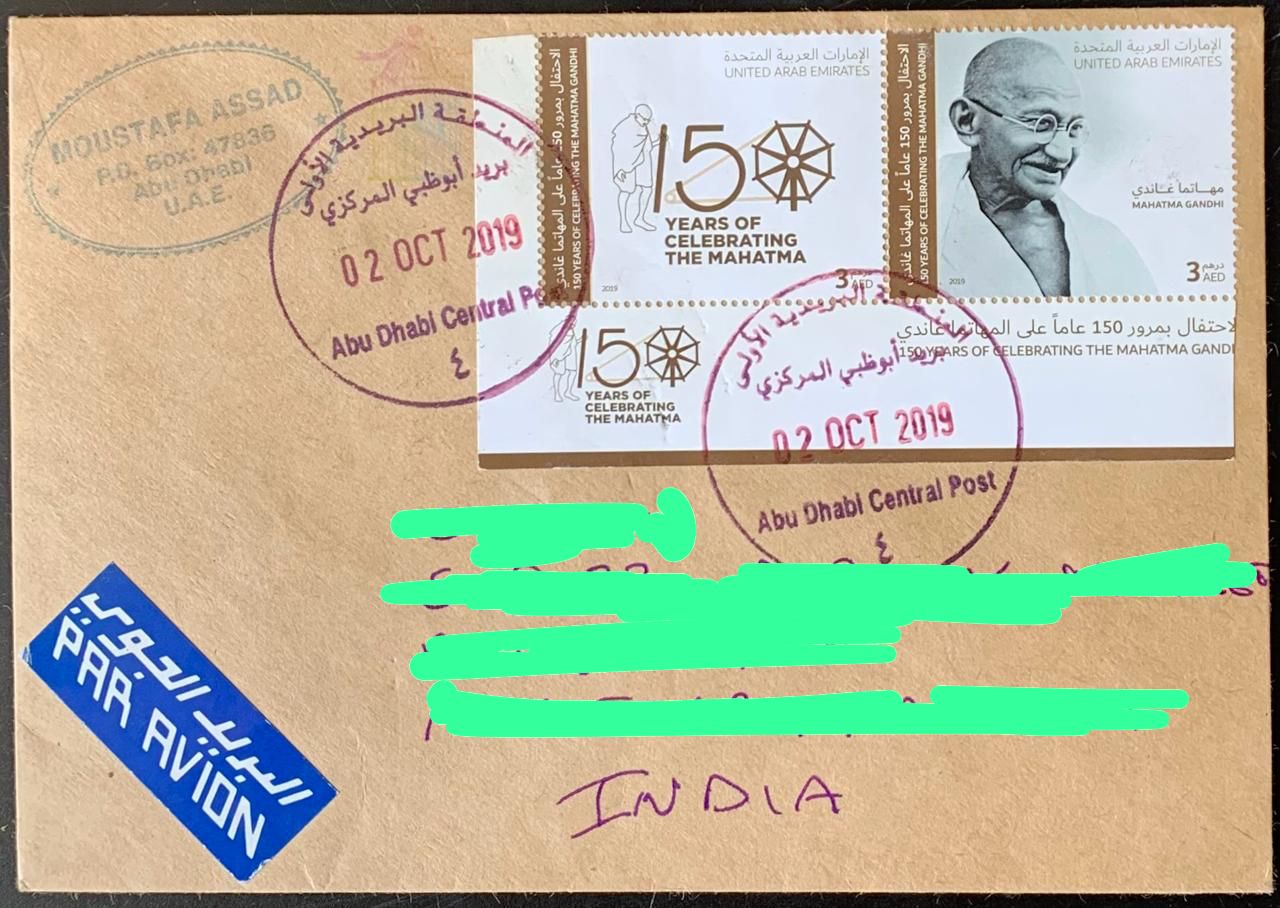 MOUSTAFA ASSAD
P.O. Box:
Abu Dhabi
U.A.E
المنطقة البريدية الأولى
بريد أبوظبي المركزي
02 OCT 2019
Abu Dhabi Central
٤
الاحتفال بمرور 150 عاماً على المهاتما غاندي
150 YEARS OF CELEBRATING THE MAHATMA GANDHI
الإمارات العربية المتحدة
UNITED ARAB EMIRATES
150
YEARS OF
CELEBRATING
THE MAHATMA
2019
3 درهم
AED
الاحتفال بمرور 150 عاماً على المهاتما غاندي
150 YEARS OF CELEBRATING THE MAHATMA GANDHI
الإمارات العربية المتحدة
UNITED ARAB EMIRATES
مهاتما غاندي
MAHATMA GANDHI
2019
3 درهم
AED
150
YEARS OF
CELEBRATING
THE MAHATMA
لاحتفال بمرور 150 عاماً على المهاتما غاندي
150 YEARS OF CELEBRATING THE MAHATMA GANDH
المنطقة البريدية الأولى
بريد أبوظبي المركزي
02 OCT 2019
Abu Dhabi Central Post
٤
البريد الجوي
PAR AVION
INDIA